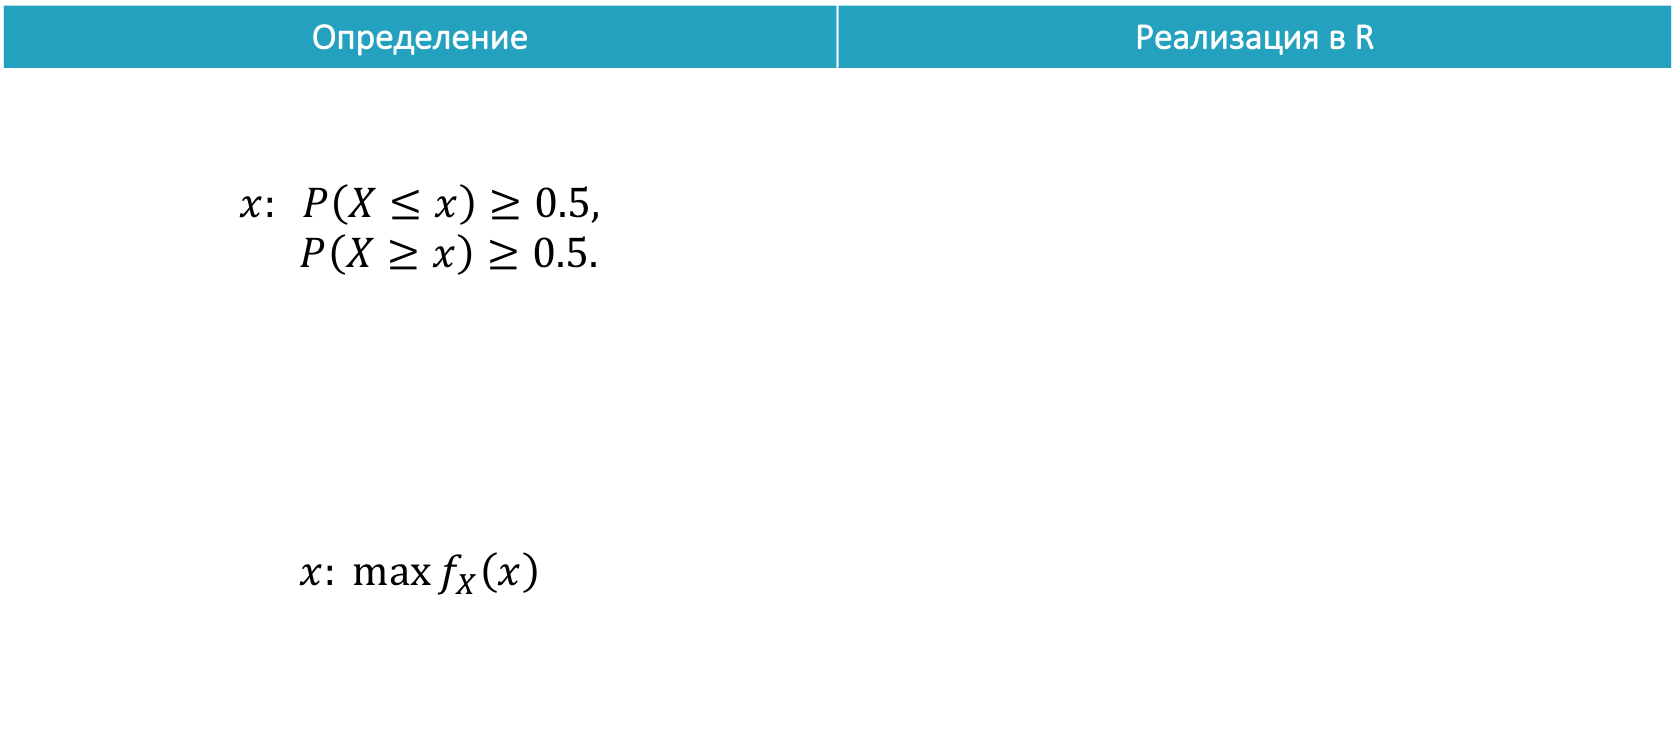 Определение
Реализация в R
x: P(X ≤ x) ≥ 0.5,
P(X ≥ x) ≥ 0.5.
x: max f_X(x)